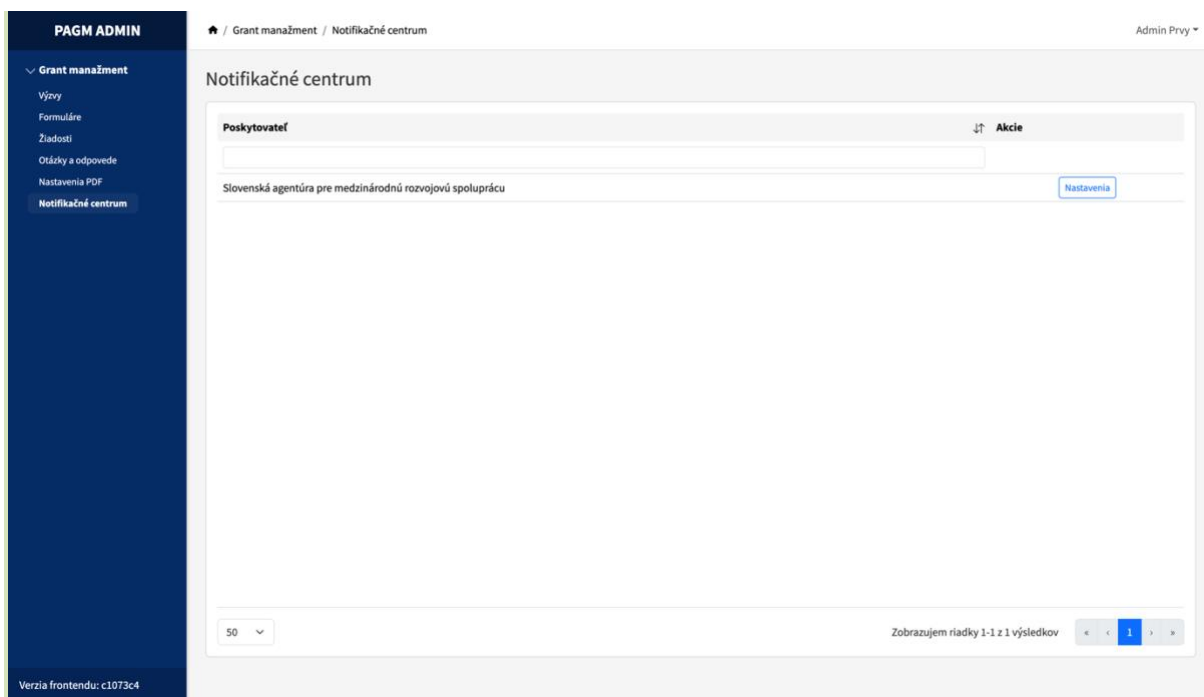 PAGM ADMIN
/ Grant manažment / Notifikačné centrum
Admin Prvy
Grant manažment
Výzvy
Formuláre
Žiadosti
Otázky a odpovede
Nastavenia PDF
Notifikačné centrum
Notifikačné centrum
Poskytovateľ
Akcie
Slovenská agentúra pre medzinárodnú rozvojovú spoluprácu
Nastavenia
50
Zobrazujem riadky 1-1 z 1 výsledkov
« ‹ 1 › »
Verzia frontendu: c1073c4